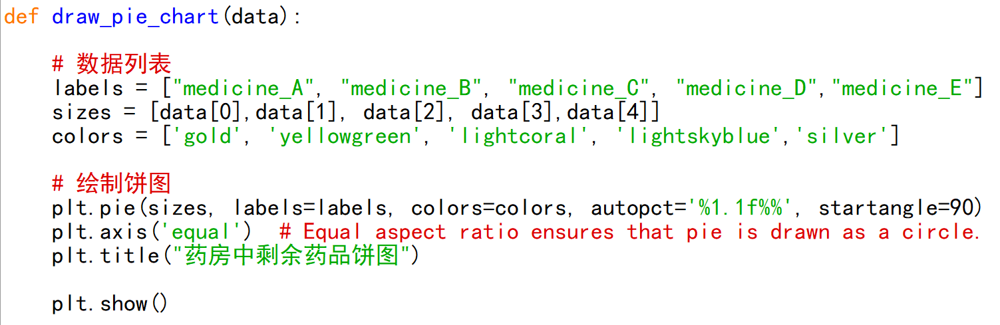 def draw_pie_chart(data):
# 数据列表
labels = ["medicine_A", "medicine_B", "medicine_C", "medicine_D","medicine_E"]
sizes = [data[0],data[1], data[2], data[3],data[4]]
colors = ['gold', 'yellowgreen', 'lightcoral', 'lightskyblue','silver']
# 绘制饼图
plt.pie(sizes, labels=labels, colors=colors, autopct='%1.1f%%', startangle=90)
plt.axis('equal')  # Equal aspect ratio ensures that pie is drawn as a circle.
plt.title("药房中剩余药品饼图")
plt.show()